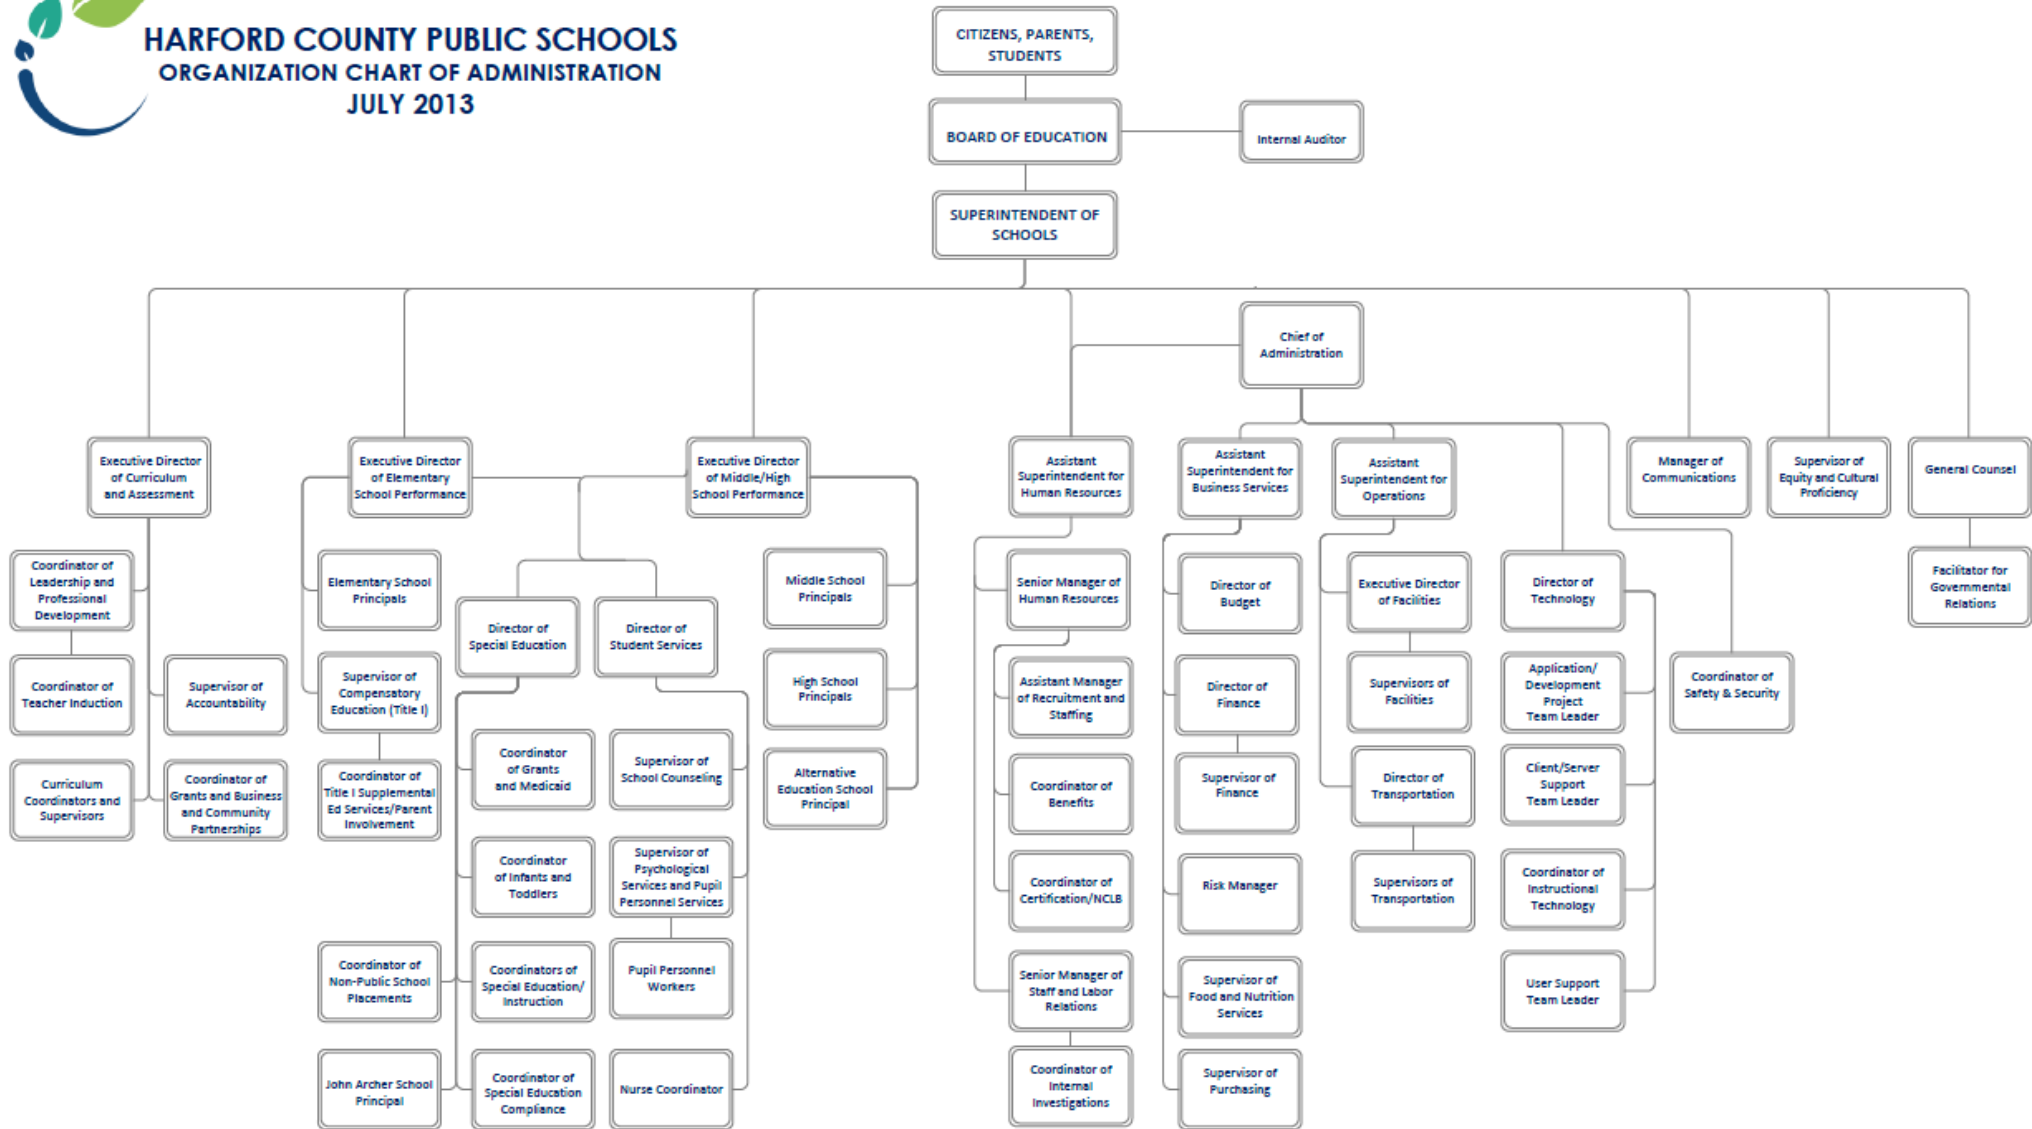 HARFORD COUNTY PUBLIC SCHOOLS
ORGANIZATION CHART OF ADMINISTRATION
JULY 2013
CITIZENS, PARENTS,
STUDENTS
BOARD OF EDUCATION
Internal Auditor
SUPERINTENDENT OF
SCHOOLS
Chief of
Administration
Executive Director
of Curriculum
and Assessment
Executive Director
of Elementary
School Performance
Executive Director
of Middle/High
School Performance
Assistant
Superintendent for
Human Resources
Assistant
Superintendent for
Business Services
Assistant
Superintendent for
Operations
Manager of
Communications
Supervisor of
Equity and Cultural
Proficiency
General Counsel
Coordinator of
Leadership and
Professional
Development
Elementary School
Principals
Director of
Special Education
Director of
Student Services
Middle School
Principals
Senior Manager of
Human Resources
Director of
Budget
Executive Director
of Facilities
Director of
Technology
Facilitator for
Governmental
Relations
Coordinator of
Teacher Induction
Supervisor of
Accountability
Supervisor of
Compensatory
Education (Title I)
High School
Principals
Assistant Manager
of Recruitment and
Staffing
Director of
Finance
Supervisors of
Facilities
Application/
Development
Project
Team Leader
Coordinator of
Safety & Security
Curriculum
Coordinators and
Supervisors
Coordinator of
Grants and Business
and Community
Partnerships
Coordinator of
Title I Supplemental
Ed Services/Parent
Involvement
Coordinator
of Grants
and Medicaid
Supervisor of
School Counseling
Alternative
Education School
Principal
Coordinator of
Benefits
Supervisor of
Finance
Director of
Transportation
Client/Server
Support
Team Leader
Coordinator
of Infants and
Toddlers
Supervisor of
Psychological
Services and Pupil
Personnel Services
Coordinator of
Certification/NCLB
Risk Manager
Supervisors of
Transportation
Coordinator of
Instructional
Technology
Coordinator of
Non-Public School
Placements
Coordinators of
Special Education/
Instruction
Pupil Personnel
Workers
Senior Manager of
Staff and Labor
Relations
Supervisor of
Food and Nutrition
Services
User Support
Team Leader
John Archer School
Principal
Coordinator of
Special Education
Compliance
Nurse Coordinator
Coordinator of
Internal
Investigations
Supervisor of
Purchasing